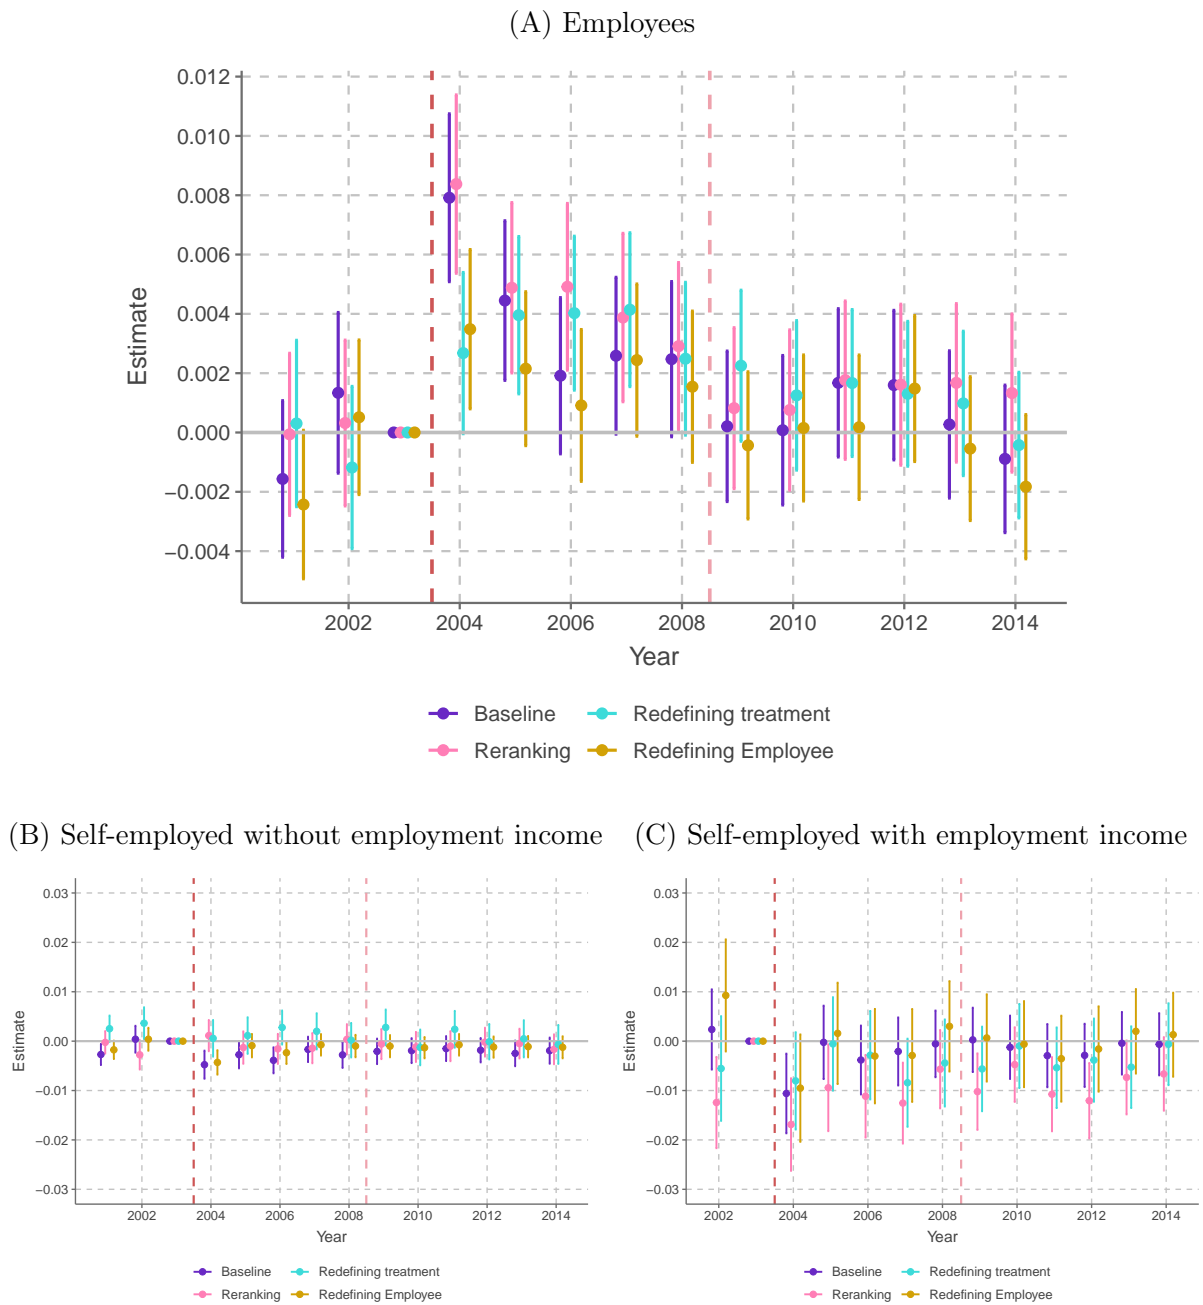 (A) Employees
0.012
0.010
0.008
0.006
0.004
0.002
0.000
−0.002
−0.004
Estimate
2002 2004 2006 2008 2010 2012 2014
Year
Baseline Redefining treatment
Reranking Redefining Employee
(B) Self-employed without employment income
0.03
0.02
0.01
0.00
−0.01
−0.02
−0.03
Estimate
2002 2004 2006 2008 2010 2012 2014
Year
Baseline Redefining treatment
Reranking Redefining Employee
(C) Self-employed with employment income
0.03
0.02
0.01
0.00
−0.01
−0.02
−0.03
Estimate
2002 2004 2006 2008 2010 2012 2014
Year
Baseline Redefining treatment
Reranking Redefining Employee